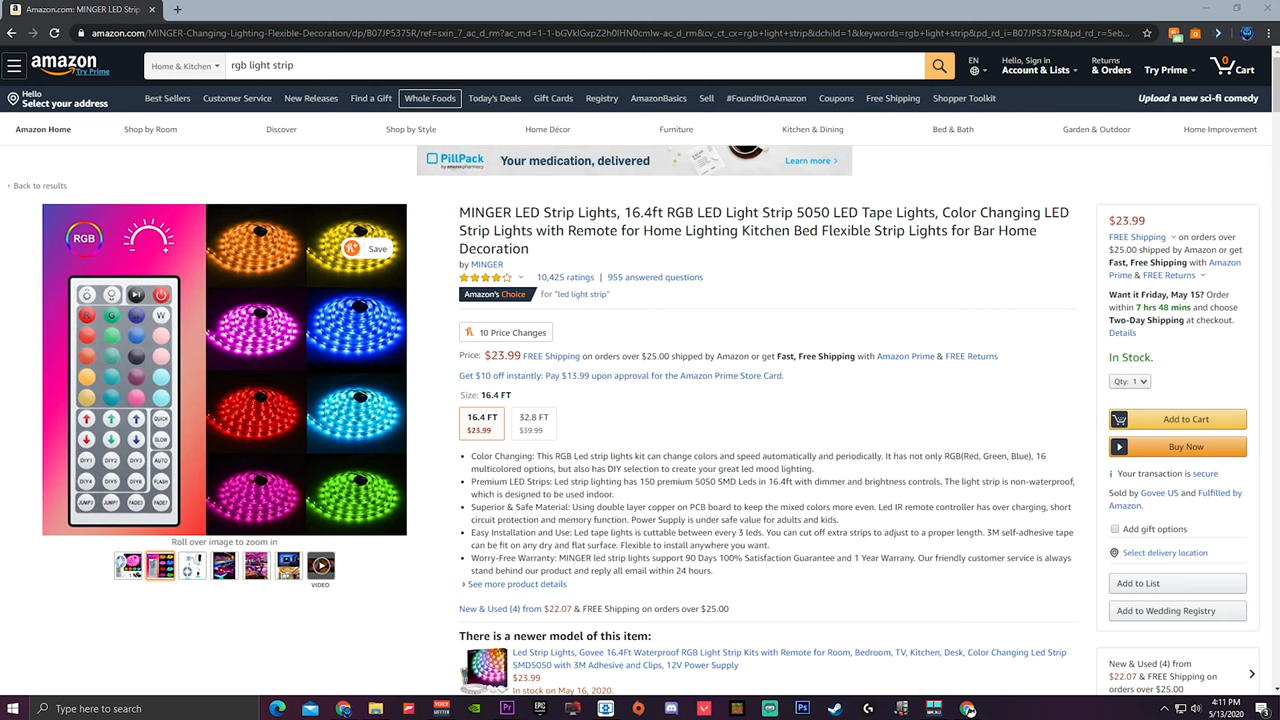 Amazon.com: MINGER LED Strip
amazon.com/MINGER-Changing-Lighting-Flexible-Decoration/dp/B07JP5375R/ref=sxin_7_ac_d_rm?ac_md=1-1-bGVkIGxpZ2h0IHN0cmlw-ac_d_rm&cv_ct_cx=rgb+light+strip&dchild=1&keywords=rgb+light+strip&pd_rd_i=B07JP5375R&pd_rd_r=5eb...
amazon
Try Prime
Home & Kitchen
rgb light strip
EN
Hello, Sign in
Account & Lists
Returns
& Orders
Try Prime
0
Cart
Hello
Select your address
Best Sellers
Customer Service
New Releases
Find a Gift
Whole Foods
Today's Deals
Gift Cards
Registry
AmazonBasics
Sell
#FoundItOnAmazon
Coupons
Free Shipping
Shopper Toolkit
Upload a new sci-fi comedy
Amazon Home
Shop by Room
Discover
Shop by Style
Home Décor
Furniture
Kitchen & Dining
Bed & Bath
Garden & Outdoor
Home Improvement
PillPack
by amazon pharmacy
Your medication, delivered
Learn more ›
‹ Back to results
RGB
Save
R G B W
QUICK
SLOW
DIY1 DIY2 DIY3 AUTO
DIY4 DIY5 DIY6 FLASH
JUMP3 JUMP7 FADE3 FADE7
Roll over image to zoom in
VIDEO
MINGER LED Strip Lights, 16.4ft RGB LED Light Strip 5050 LED Tape Lights, Color Changing LED
Strip Lights with Remote for Home Lighting Kitchen Bed Flexible Strip Lights for Bar Home
Decoration
by MINGER
10,425 ratings | 955 answered questions
Amazon's Choice for "led light strip"
10 Price Changes
Price: $23.99 FREE Shipping on orders over $25.00 shipped by Amazon or get Fast, Free Shipping with Amazon Prime & FREE Returns
Get $10 off instantly: Pay $13.99 upon approval for the Amazon Prime Store Card.
Size: 16.4 FT
16.4 FT
$23.99
32.8 FT
$39.99
• Color Changing: This RGB Led strip lights kit can change colors and speed automatically and periodically. It has not only RGB(Red, Green, Blue), 16
multicolored options, but also has DIY selection to create your great led mood lighting.
• Premium LED Strips: Led strip lighting has 150 premium 5050 SMD Leds in 16.4ft with dimmer and brightness controls. The light strip is non-waterproof,
which is designed to be used indoor.
• Superior & Safe Material: Using double layer copper on PCB board to keep the mixed colors more even. Led IR remote controller has over charging, short
circuit protection and memory function. Power Supply is under safe value for adults and kids.
• Easy Installation and Use: Led tape lights is cuttable between every 3 leds. You can cut off extra strips to adjust to a proper length. 3M self-adhesive tape
can be fit on any dry and flat surface. Flexible to install anywhere you want.
• Worry-Free Warranty: MINGER led strip lights support 90 Days 100% Satisfaction Guarantee and 1 Year Warranty. Our friendly customer service is always
stand behind our product and reply all email within 24 hours.
› See more product details
New & Used (4) from $22.07 & FREE Shipping on orders over $25.00
There is a newer model of this item:
Led Strip Lights, Govee 16.4Ft Waterproof RGB Light Strip Kits with Remote for Room, Bedroom, TV, Kitchen, Desk, Color Changing Led Strip
SMD5050 with 3M Adhesive and Clips, 12V Power Supply
$23.99
In stock on May 16, 2020.
$23.99
FREE Shipping on orders over
$25.00 shipped by Amazon or get
Fast, Free Shipping with Amazon
Prime & FREE Returns
Want it Friday, May 15? Order
within 7 hrs 48 mins and choose
Two-Day Shipping at checkout.
Details
In Stock.
Qty: 1
Add to Cart
Buy Now
Your transaction is secure
Sold by Govee US and Fulfilled by
Amazon.
Add gift options
Select delivery location
Add to List
Add to Wedding Registry
New & Used (4) from
$22.07 & FREE Shipping on
orders over $25.00
Type here to search
4:11 PM
5/13/2020